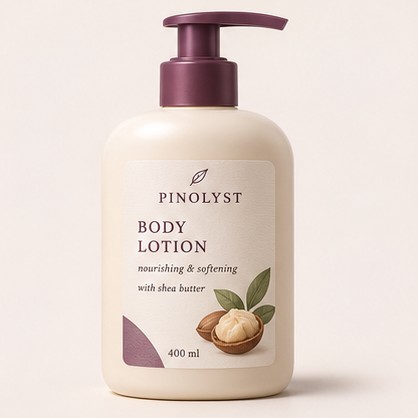 PINOLYST
BODY
LOTION
nourishing & softening
with shea butter
400 ml